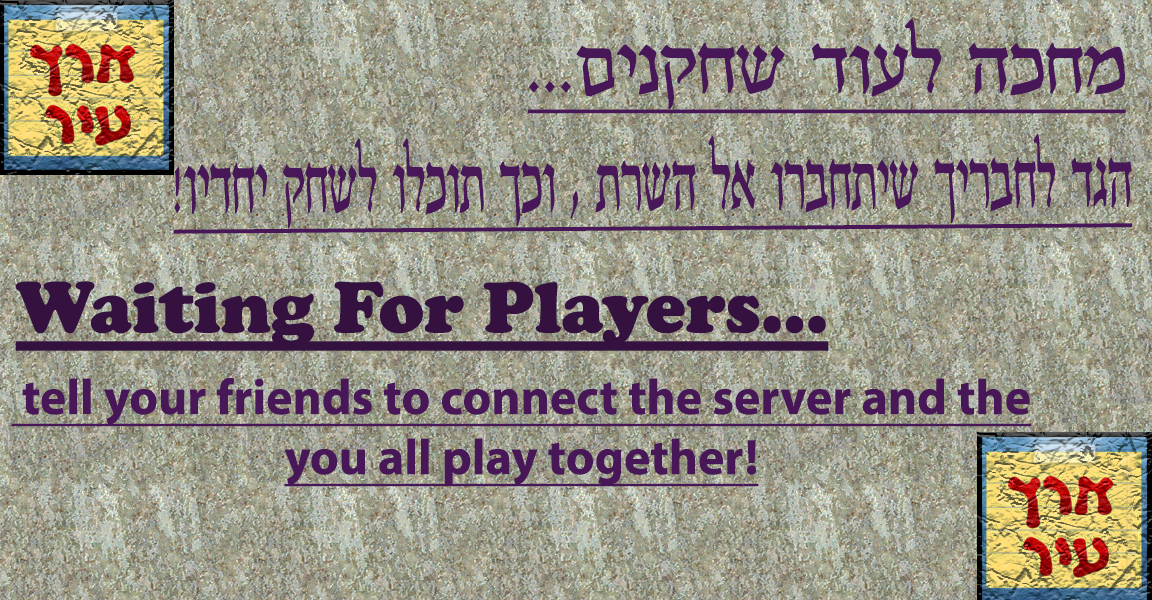 ארץ
עיר
מחכה לעוד שחקנים...
הגד לחבריך שיתחברו אל השרת , וכך תוכלו לשחק יחדיו!
Waiting For Players...
tell your friends to connect the server and the
you all play together!
ארץ
עיר